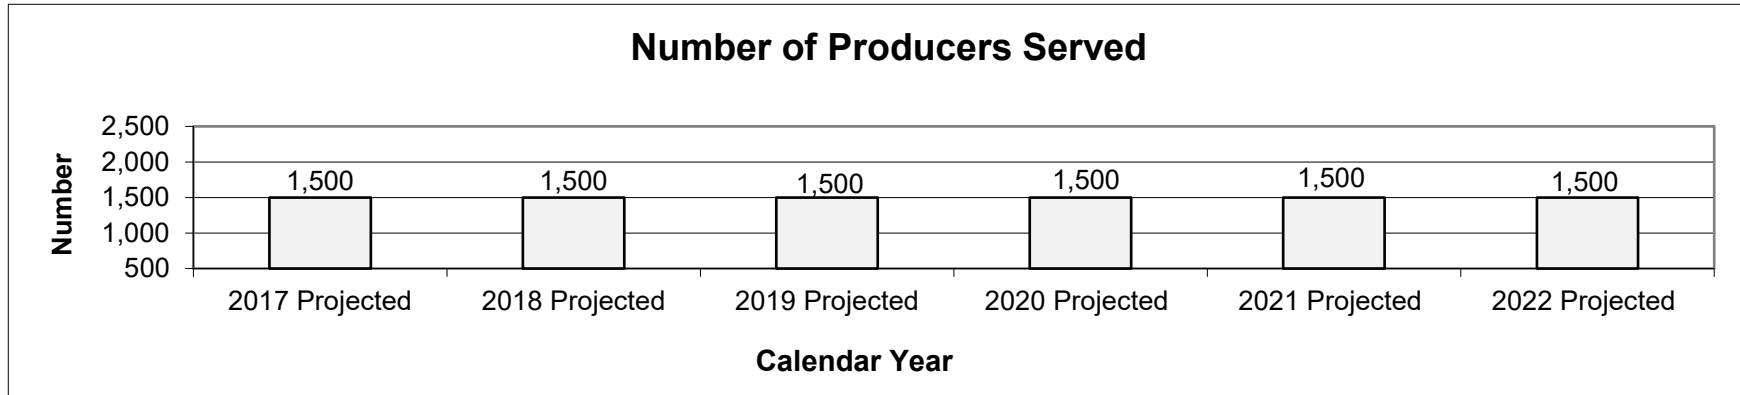 Number of Producers Served
Number
2,500
2,000
1,500
1,000
500
1,500
1,500
1,500
1,500
1,500
1,500
2017 Projected
2018 Projected
2019 Projected
2020 Projected
2021 Projected
2022 Projected
Calendar Year